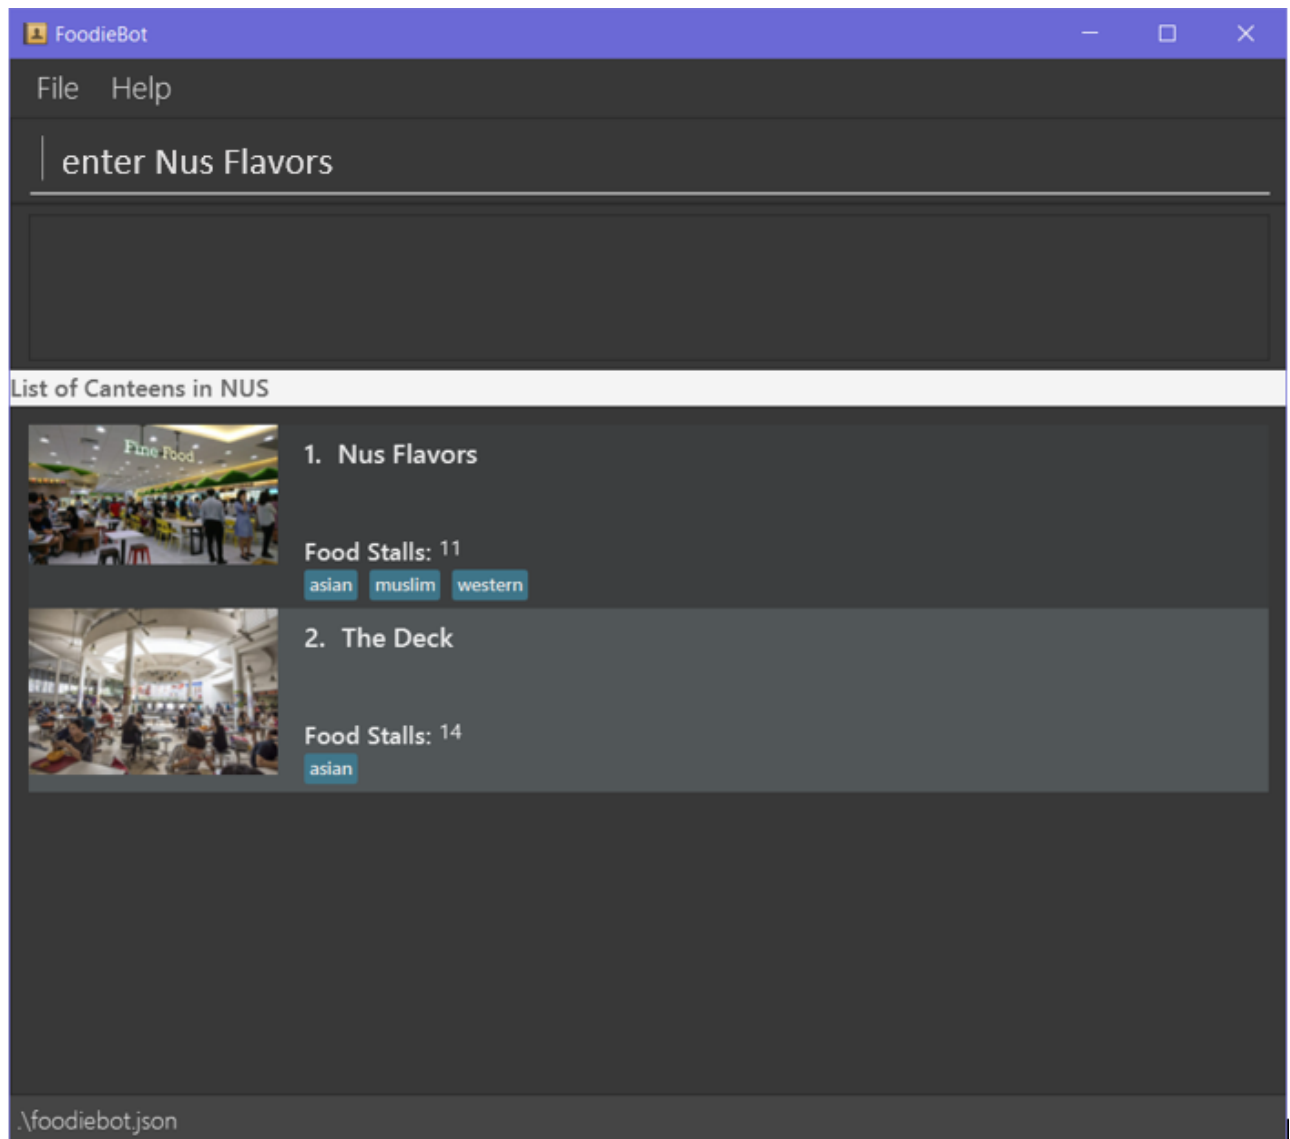 FoodieBot
File Help
enter Nus Flavors
List of Canteens in NUS
Fine Food
1. Nus Flavors
Food Stalls: 11
asian muslim western
2. The Deck
Food Stalls: 14
asian
.\foodiebot.json